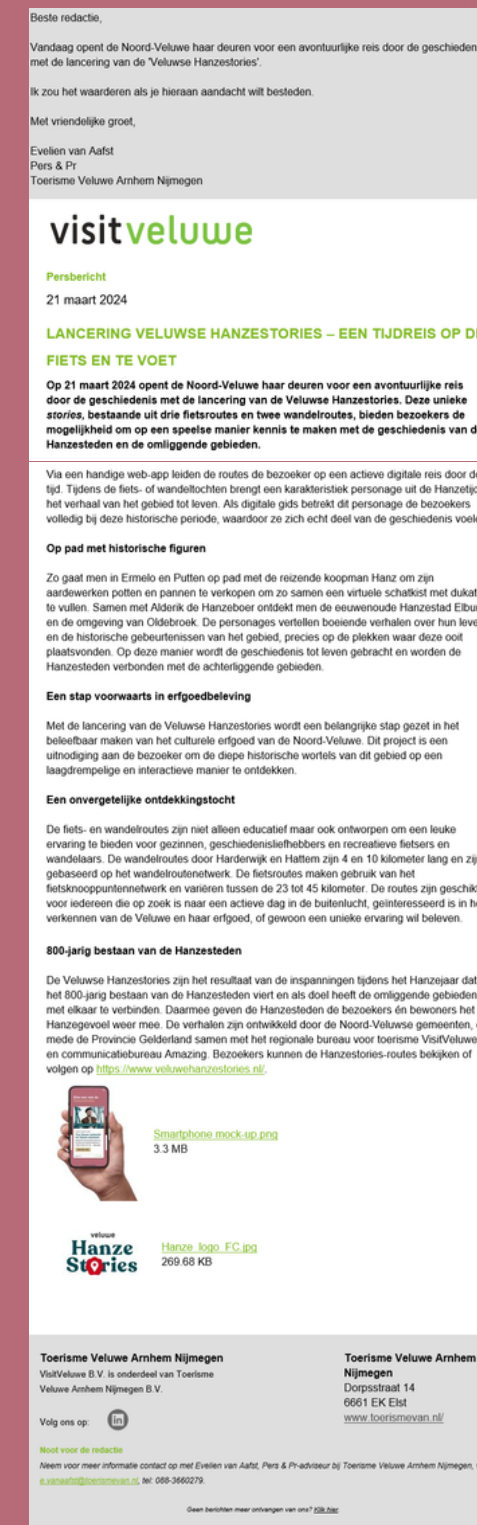 Beste redactie,
Vandaag opent de Noord-Veluwe haar deuren voor een avontuurlijke reis door de geschieden
met de lancering van de 'Veluwse Hanzestories'.
Ik zou het waarderen als je hieraan aandacht wilt besteden.
Met vriendelijke groet,
Evelien van Aafst
Pers & Pr
Toerisme Veluwe Arnhem Nijmegen
visitveluwe
Persbericht
21 maart 2024
LANCERING VELUWSE HANZESTORIES – EEN TIJDREIS OP DE
FIETS EN TE VOET
Op 21 maart 2024 opent de Noord-Veluwe haar deuren voor een avontuurlijke reis
door de geschiedenis met de lancering van de Veluwse Hanzestories. Deze unieke
stories, bestaande uit drie fietsroutes en twee wandelroutes, bieden bezoekers de
mogelijkheid om op een speelse manier kennis te maken met de geschiedenis van d
Hanzesteden en de omliggende gebieden.
Via een handige web-app leiden de routes de bezoeker op een actieve digitale reis door de
tijd. Tijdens de fiets- of wandeltochten brengt een karakteristiek personage uit de Hanzetijd
het verhaal van het gebied tot leven. Als digitale gids betrekt dit personage de bezoekers
volledig bij deze historische periode, waardoor ze zich echt deel van de geschiedenis voele
Op pad met historische figuren
Zo gaat men in Ermelo en Putten op pad met de reizende koopman Hanz om zijn
aardewerken potten en pannen te verkopen om zo samen een virtuele schatkist met dukat
te vullen. Samen met Alderik de Hanzeboer ontdekt men de eeuwenoude Hanzestad Elbu
en de omgeving van Oldebroek. De personages vertellen boeiende verhalen over hun leve
en de historische gebeurtenissen van het gebied, precies op de plekken waar deze ooit
plaatsvonden. Op deze manier wordt de geschiedenis tot leven gebracht en worden de
Hanzesteden verbonden met de achterliggende gebieden.
Een stap voorwaarts in erfgoedbeleving
Met de lancering van de Veluwse Hanzestories wordt een belangrijke stap gezet in het
beleefbaar maken van het culturele erfgoed van de Noord-Veluwe. Dit project is een
uitnodiging aan de bezoeker om de diepe historische wortels van dit gebied op een
laagdrempelige en interactieve manier te ontdekken.
Een onvergetelijke ontdekkingstocht
De fiets- en wandelroutes zijn niet alleen educatief maar ook ontworpen om een leuke
ervaring te bieden voor gezinnen, geschiedenisliefhebbers en recreatieve fietsers en
wandelaars. De wandelroutes door Harderwijk en Hattem zijn 4 en 10 kilometer lang en zij
gebaseerd op het wandelroutenetwerk. De fietsroutes maken gebruik van het
fietsknooppuntennetwerk en variëren tussen de 23 tot 45 kilometer. De routes zijn geschik
voor iedereen die op zoek is naar een actieve dag in de buitenlucht, geïnteresseerd is in he
verkennen van de Veluwe en haar erfgoed, of gewoon een unieke ervaring wil beleven.
800-jarig bestaan van de Hanzesteden
De Veluwse Hanzestories zijn het resultaat van de inspanningen tijdens het Hanzejaar dat
het 800-jarig bestaan van de Hanzesteden viert en als doel heeft de omliggende gebieden
met elkaar te verbinden. Daarmee geven de Hanzesteden de bezoekers én bewoners het
Hanzegevoel weer mee. De verhalen zijn ontwikkeld door de Noord-Veluwse gemeenten,
mede de Provincie Gelderland samen met het regionale bureau voor toerisme VisitVeluwe
en communicatiebureau Amazing. Bezoekers kunnen de Hanzestories-routes bekijken of
volgen op https://www.veluwehanzestories.nl/.
Smartphone mock-up.png
3.3 MB
veluwe
Hanze
Stories
Hanze_logo_FC.jpg
269.68 KB
Toerisme Veluwe Arnhem Nijmegen
VisitVeluwe B.V. is onderdeel van Toerisme
Veluwe Arnhem Nijmegen B.V.
Volg ons op:
in
Toerisme Veluwe Arnhem
Nijmegen
Dorpsstraat 14
6661 EK Elst
www.toerismevan.nl/
Noot voor de redactie
Neem voor meer informatie contact op met Evelien van Aafst, Pers & Pr-adviseur bij Toerisme Veluwe Arnhem Nijmegen,
e.vanaafst@toerismevan.nl, tel: 088-3660279.
Geen berichten meer ontvangen van ons? Klik hier.